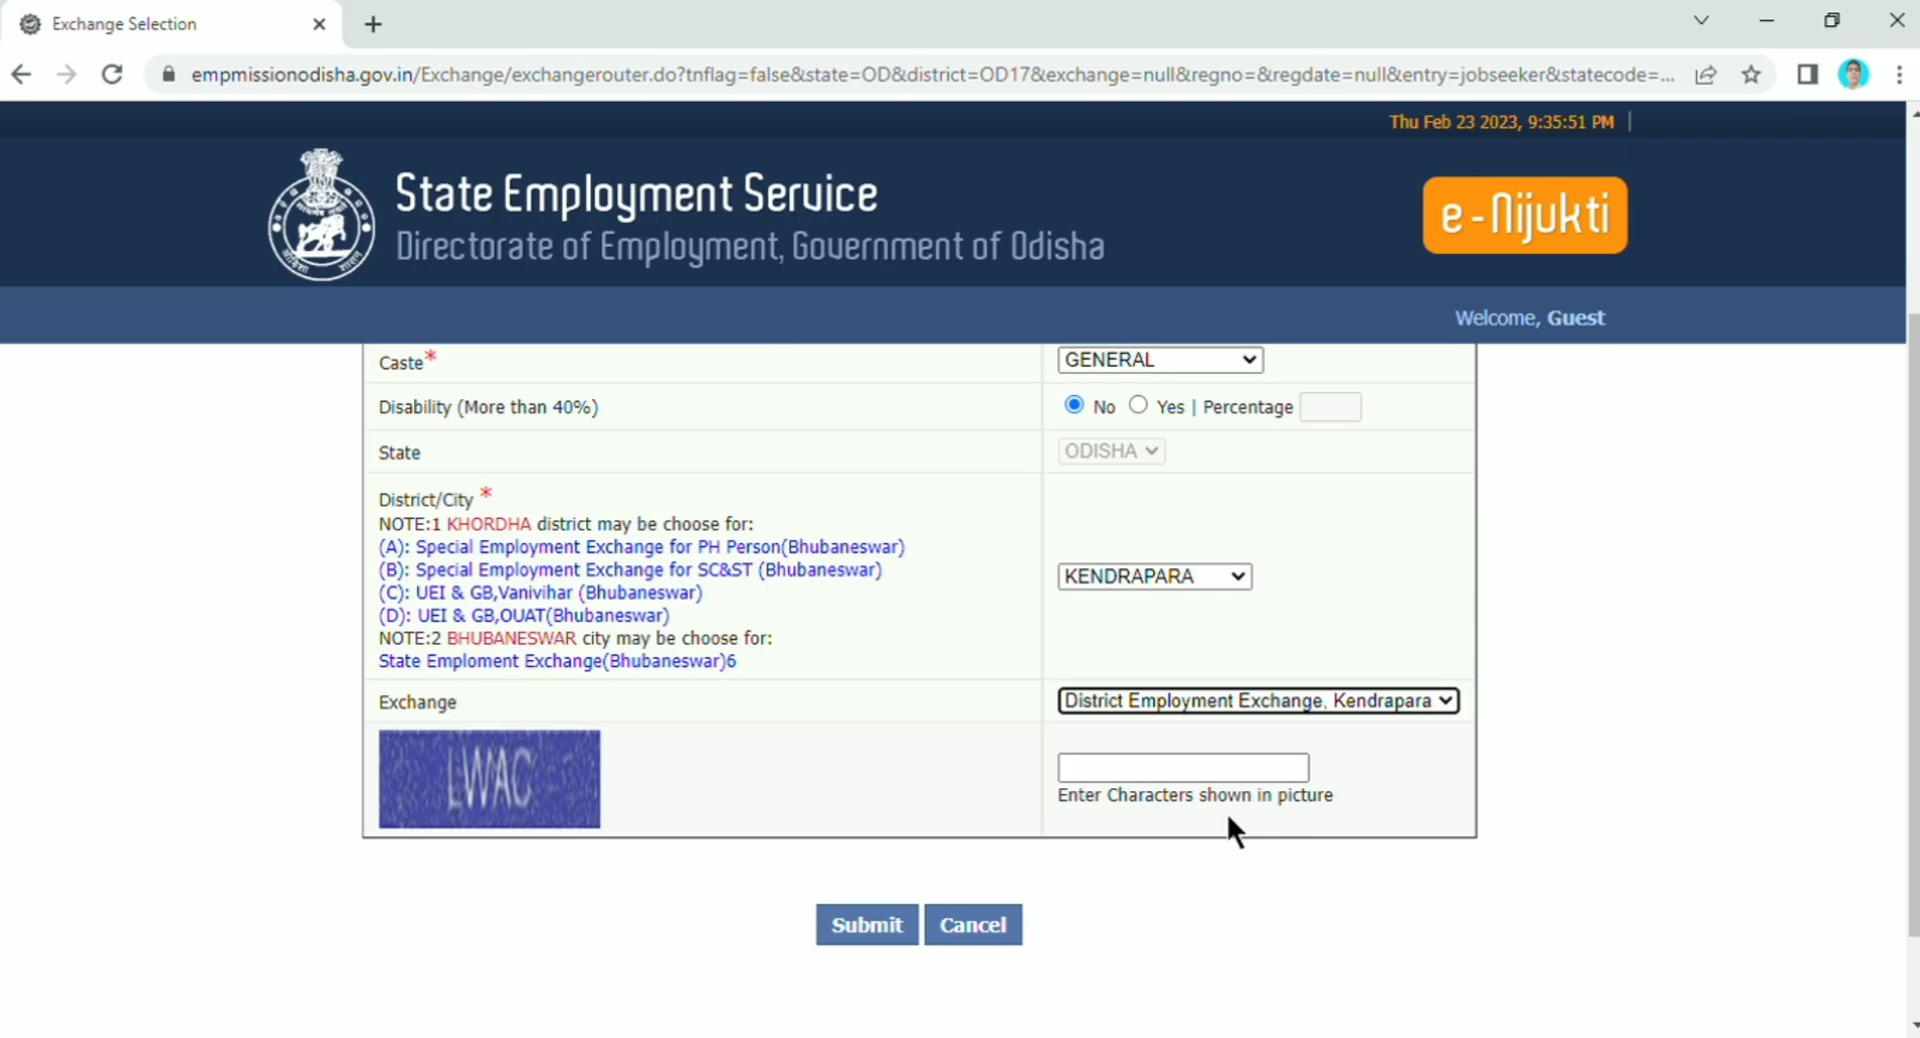 Exchange Selection
empmissionodisha.gov.in/Exchange/exchangerouter.do?tnflag=false&state=OD&district=OD17&exchange=null&regno=&regdate=null&entry=jobseeker&statecode=...
Thu Feb 23 2023, 9:35:51 PM |
State Employment Service
Directorate of Employment, Government of Odisha
e-Nijukti
Welcome, Guest
Caste* GENERAL
Disability (More than 40%) No Yes | Percentage
State ODISHA
District/City *
NOTE:1 KHORDHA district may be choose for:
(A): Special Employment Exchange for PH Person(Bhubaneswar)
(B): Special Employment Exchange for SC&ST (Bhubaneswar)
KENDRAPARA
(C): UEI & GB,Vanivihar (Bhubaneswar)
(D): UEI & GB,OUAT(Bhubaneswar)
NOTE:2 BHUBANESWAR city may be choose for:
State Emploment Exchange(Bhubaneswar)6
Exchange District Employment Exchange, Kendrapara
LWAC
Enter Characters shown in picture
Submit Cancel